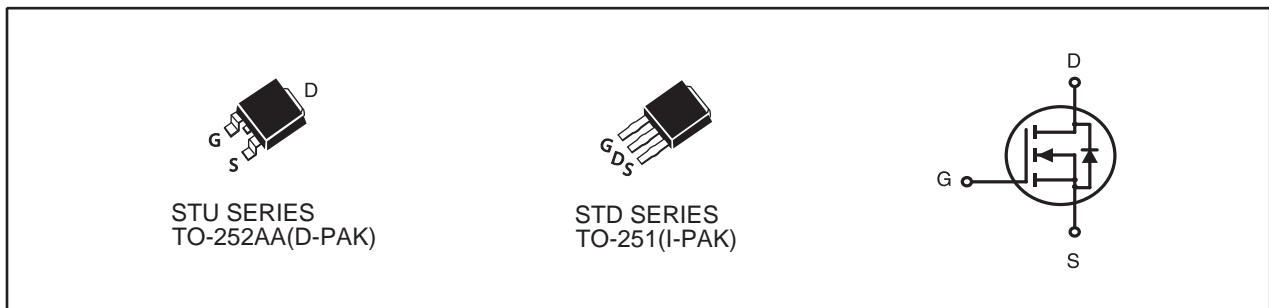 D
G
S
STU SERIES
TO-252AA(D-PAK)
G
D
S
STD SERIES
TO-251(I-PAK)
D
G
S